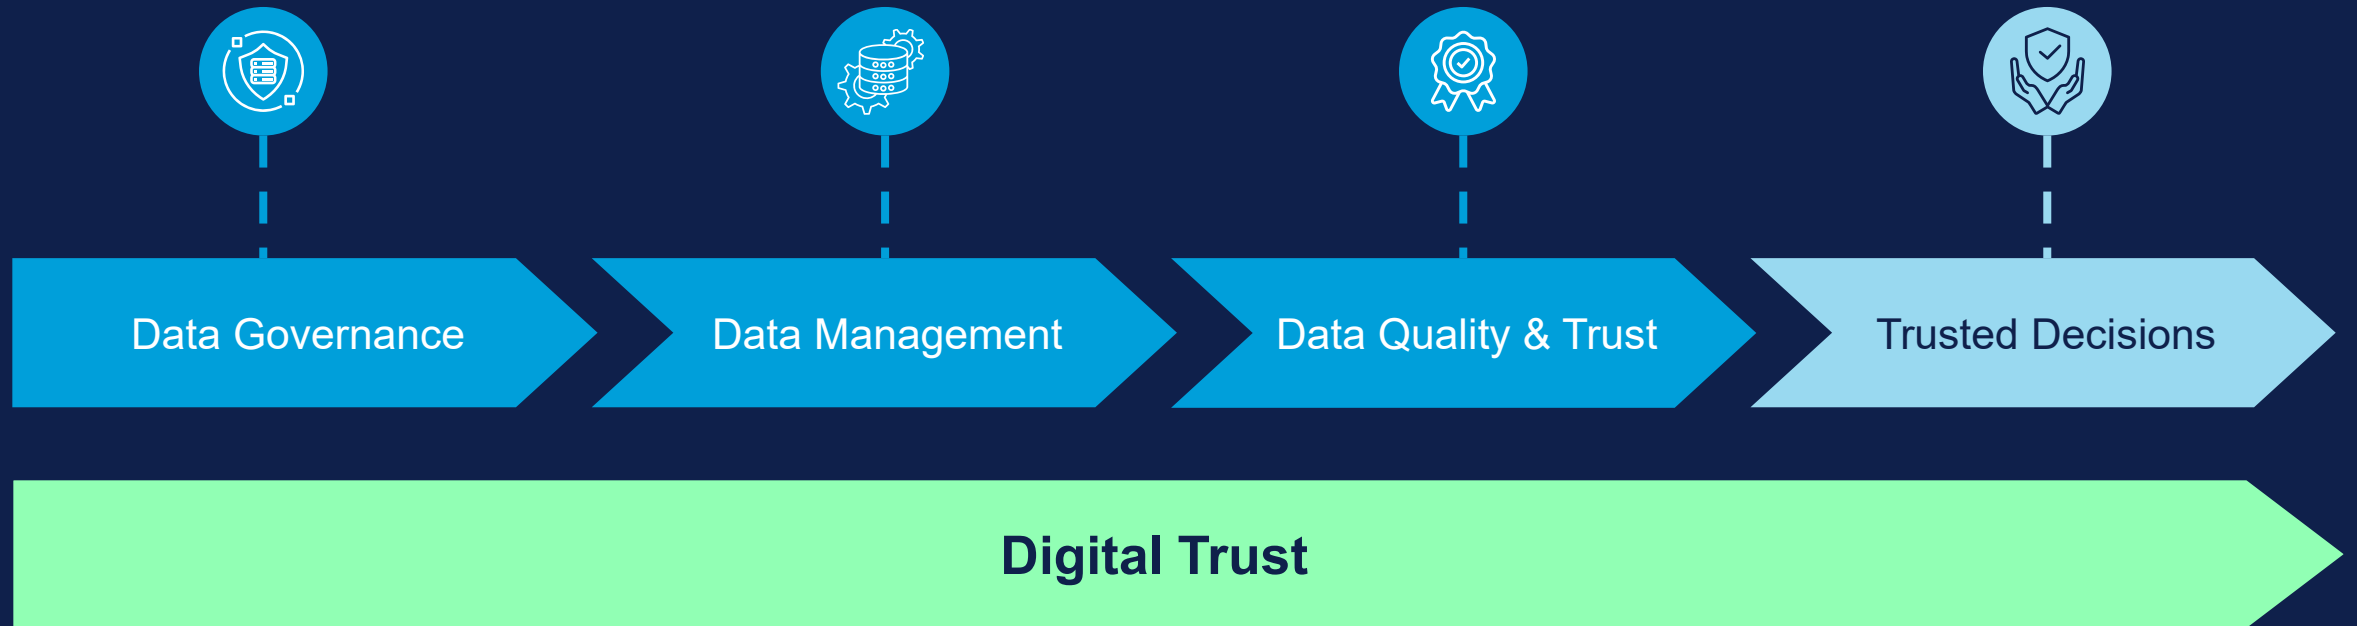 Data Governance
Data Management
Data Quality & Trust
Trusted Decisions
Digital Trust